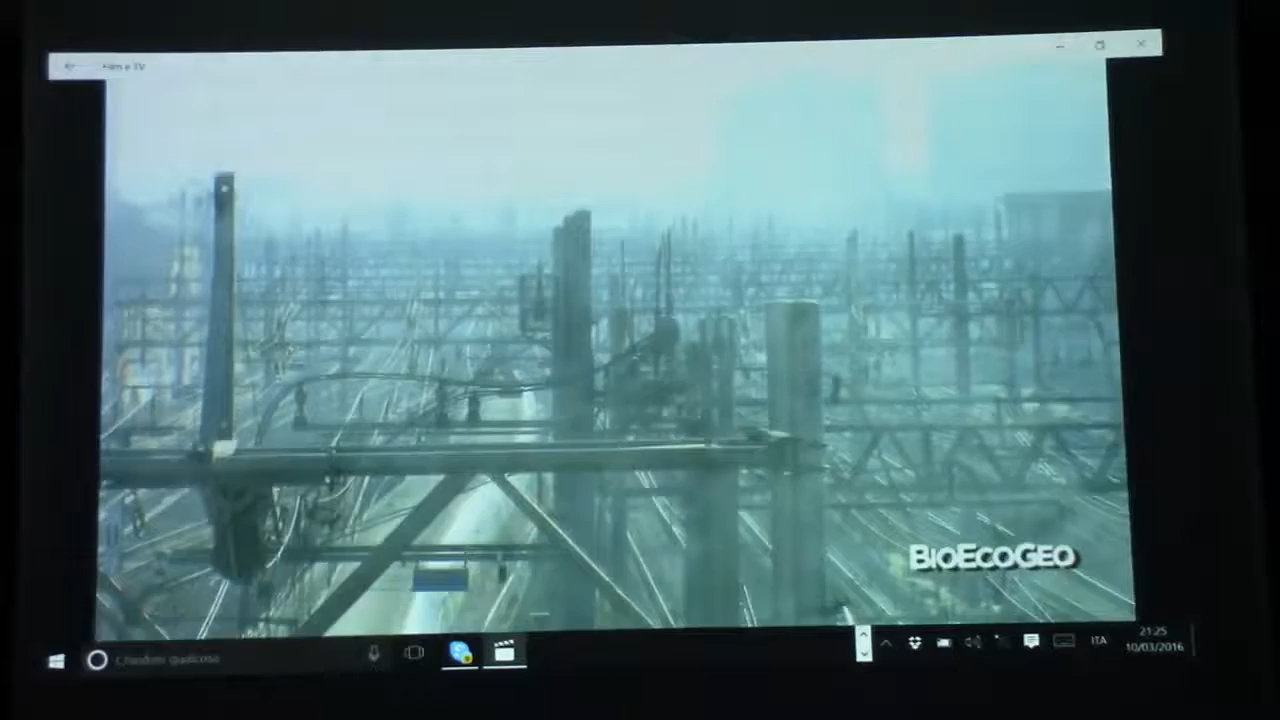 Film e TV
BIOECOGEO
Chiedimi qualcosa
ITA
21:25
10/03/2016